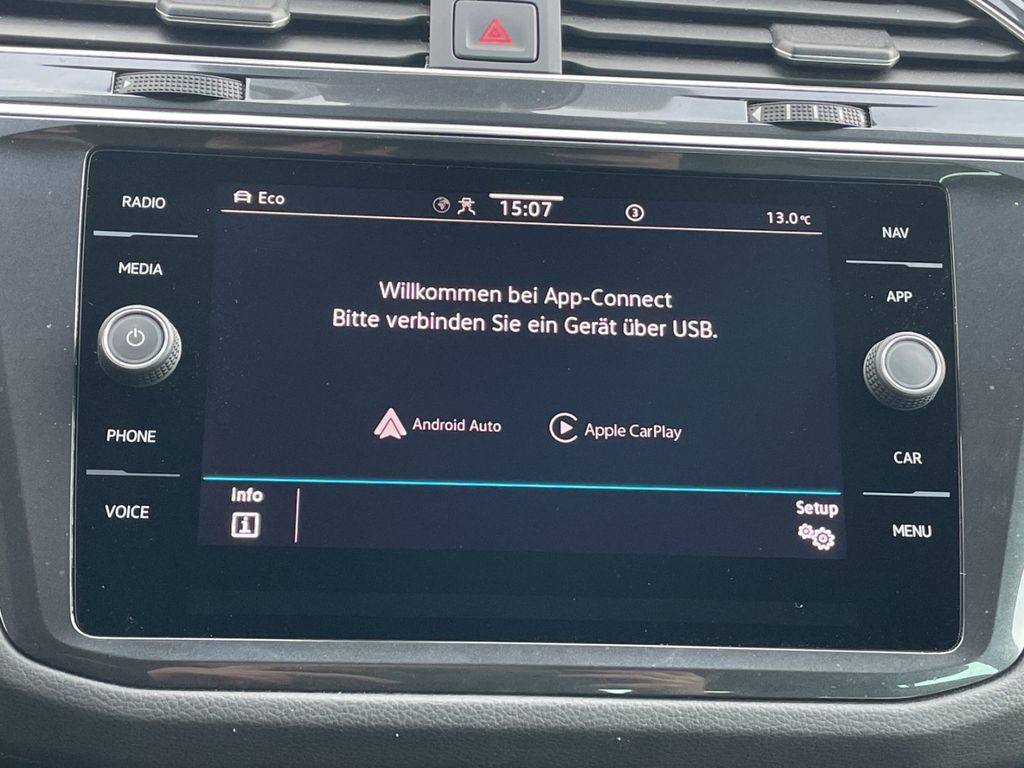 RADIO
MEDIA
PHONE
VOICE
Eco
15:07
3
13.0°C
Willkommen bei App-Connect
Bitte verbinden Sie ein Gerät über USB.
Android Auto
Apple CarPlay
Info
i
Setup
NAV
APP
CAR
MENU